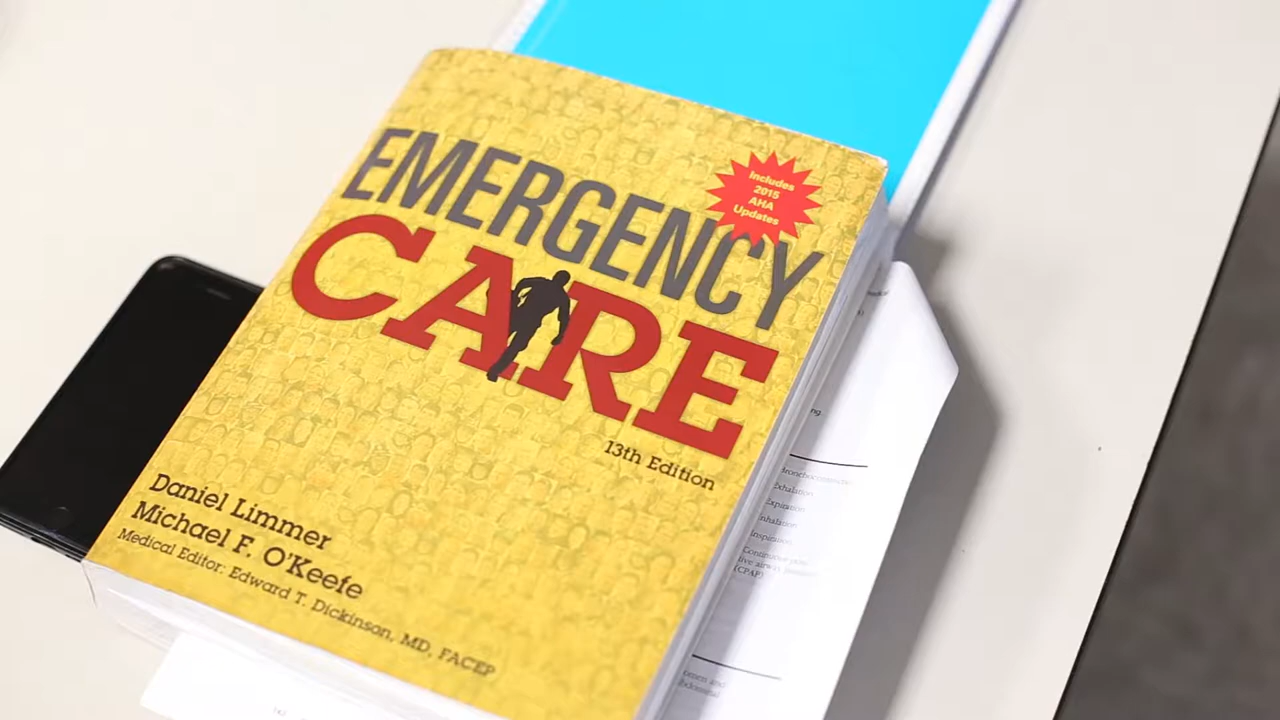 Includes
2015
AHA
Updates
EMERGENCY
CARE
13th Edition
Daniel Limmer
Michael F. O'Keefe
Medical Editor: Edward T. Dickinson, MD, FACEP
ng.
Exhalation
Expiration
Inhalation
Inspiration
(CPAP)